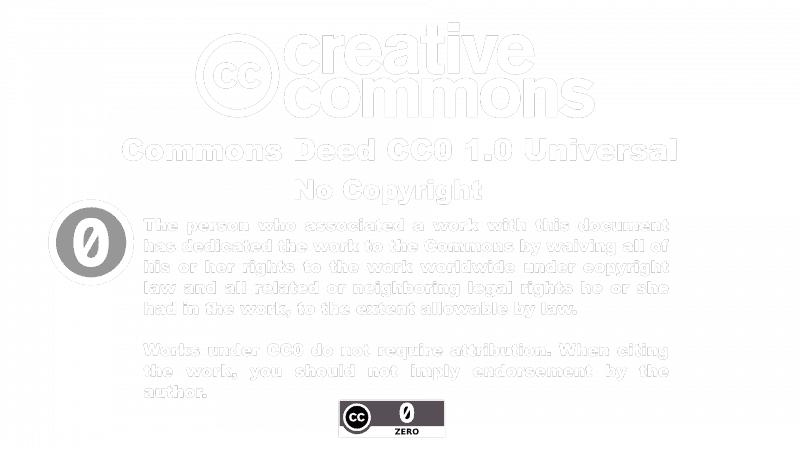 creative
commons
Commons Deed CC0 1.0 Universal
No Copyright
The person who associated a work with this document
has dedicated the work to the Commons by waiving all of
his or her rights to the work worldwide under copyright
law and all related or neighboring legal rights he or she
had in the work, to the extent allowable by law.
Works under CC0 do not require attribution. When citing
the work, you should not imply endorsement by the
author.
cc
0
cc
0
ZERO